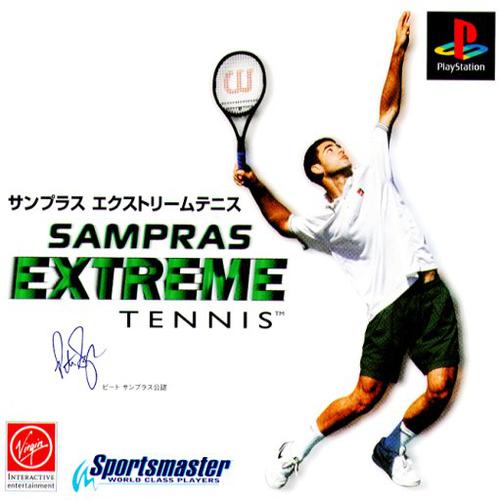 PlayStation
W
サンプラス エクストリームテニス
SAMPRAS
EXTREME
TENNIS™
ピート サンプラス公認
Virgin
INTERACTIVE
entertainment
Sportsmaster
WORLD CLASS PLAYERS